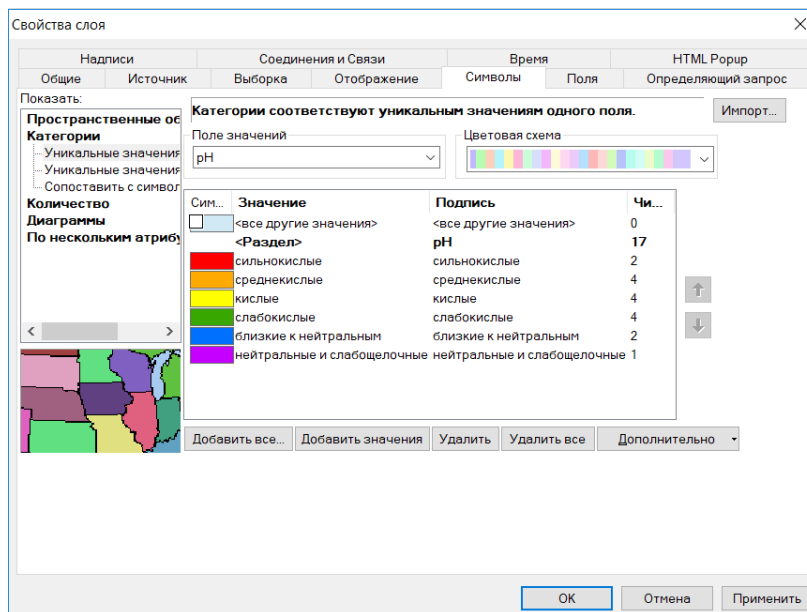 Свойства слоя
Надписи Соединения и Связи Время HTML Popup
Общие Источник Выборка Отображение Символы Поля Определяющий запрос
Показать:
Пространственные об
Категории
Уникальные значения
Уникальные значения
Сопоставить с символ
Количество
Диаграммы
По нескольким атрибу
Категории соответствуют уникальным значениям одного поля.
Импорт...
Поле значений
pH
Цветовая схема
Сим... Значение Подпись Чи...
<все другие значения> <все другие значения> 0
<Раздел> pH 17
сильнокислые сильнокислые 2
среднекислые среднекислые 4
кислые кислые 4
слабокислые слабокислые 4
близкие к нейтральным близкие к нейтральным 2
нейтральные и слабощелочные нейтральные и слабощелочные 1
Добавить все... Добавить значения Удалить Удалить все Дополнительно
OK Отмена Применить